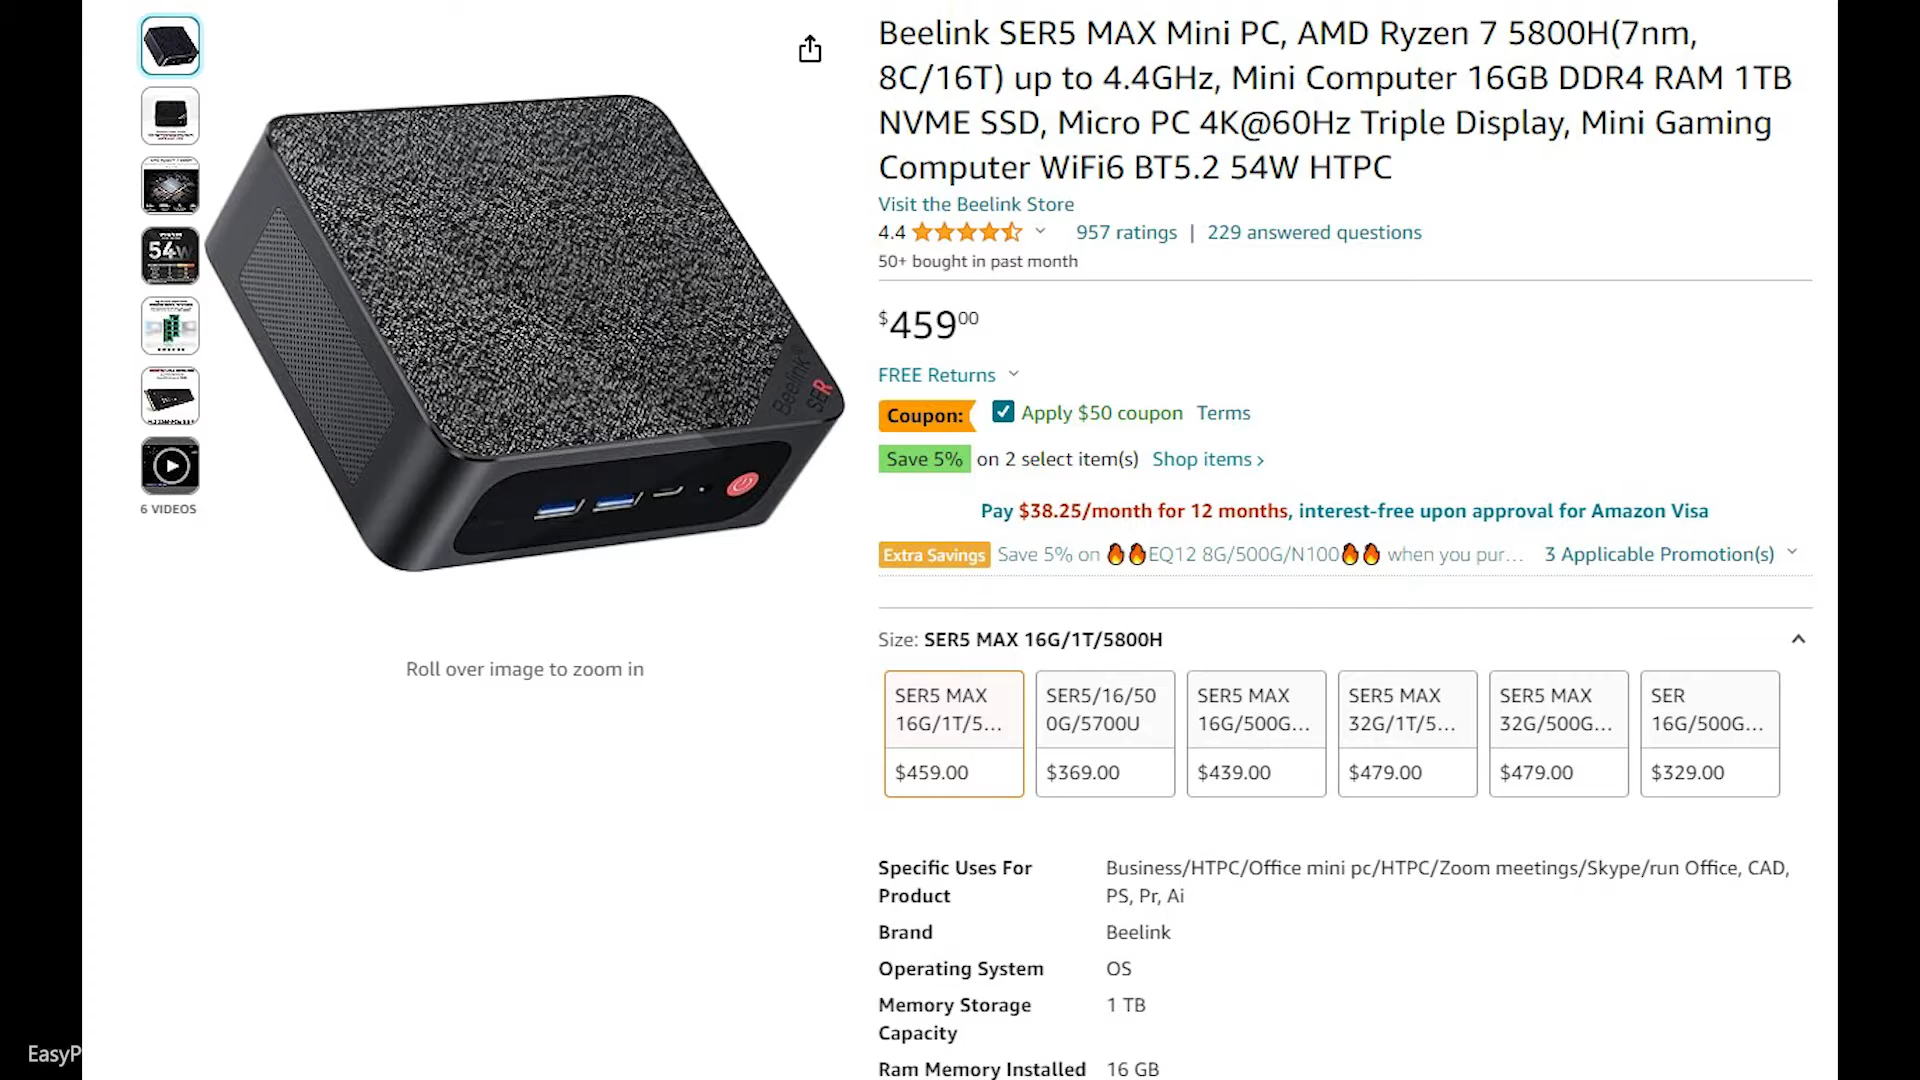 Beelink SER5 MAX Mini PC, AMD Ryzen 7 5800H(7nm,
8C/16T) up to 4.4GHz, Mini Computer 16GB DDR4 RAM 1TB
NVME SSD, Micro PC 4K@60Hz Triple Display, Mini Gaming
Computer WiFi6 BT5.2 54W HTPC
Visit the Beelink Store
4.4
957 ratings | 229 answered questions
50+ bought in past month
$45900
FREE Returns
Coupon: Apply $50 coupon Terms
Save 5% on 2 select item(s) Shop items ›
Pay $38.25/month for 12 months, interest-free upon approval for Amazon Visa
Extra Savings Save 5% on 🔥🔥EQ12 8G/500G/N100🔥🔥 when you pur... 3 Applicable Promotion(s)
54W
6 VIDEOS
Beelink
SER
Roll over image to zoom in
Size: SER5 MAX 16G/1T/5800H
SER5 MAX
16G/1T/5...
$459.00
SER5/16/50
0G/5700U
$369.00
SER5 MAX
16G/500G...
$439.00
SER5 MAX
32G/1T/5...
$479.00
SER5 MAX
32G/500G...
$479.00
SER
16G/500G...
$329.00
Specific Uses For
Product
Business/HTPC/Office mini pc/HTPC/Zoom meetings/Skype/run Office, CAD,
PS, Pr, Ai
Brand Beelink
Operating System OS
Memory Storage
Capacity
1 TB
Ram Memory Installed 16 GB
EasyP